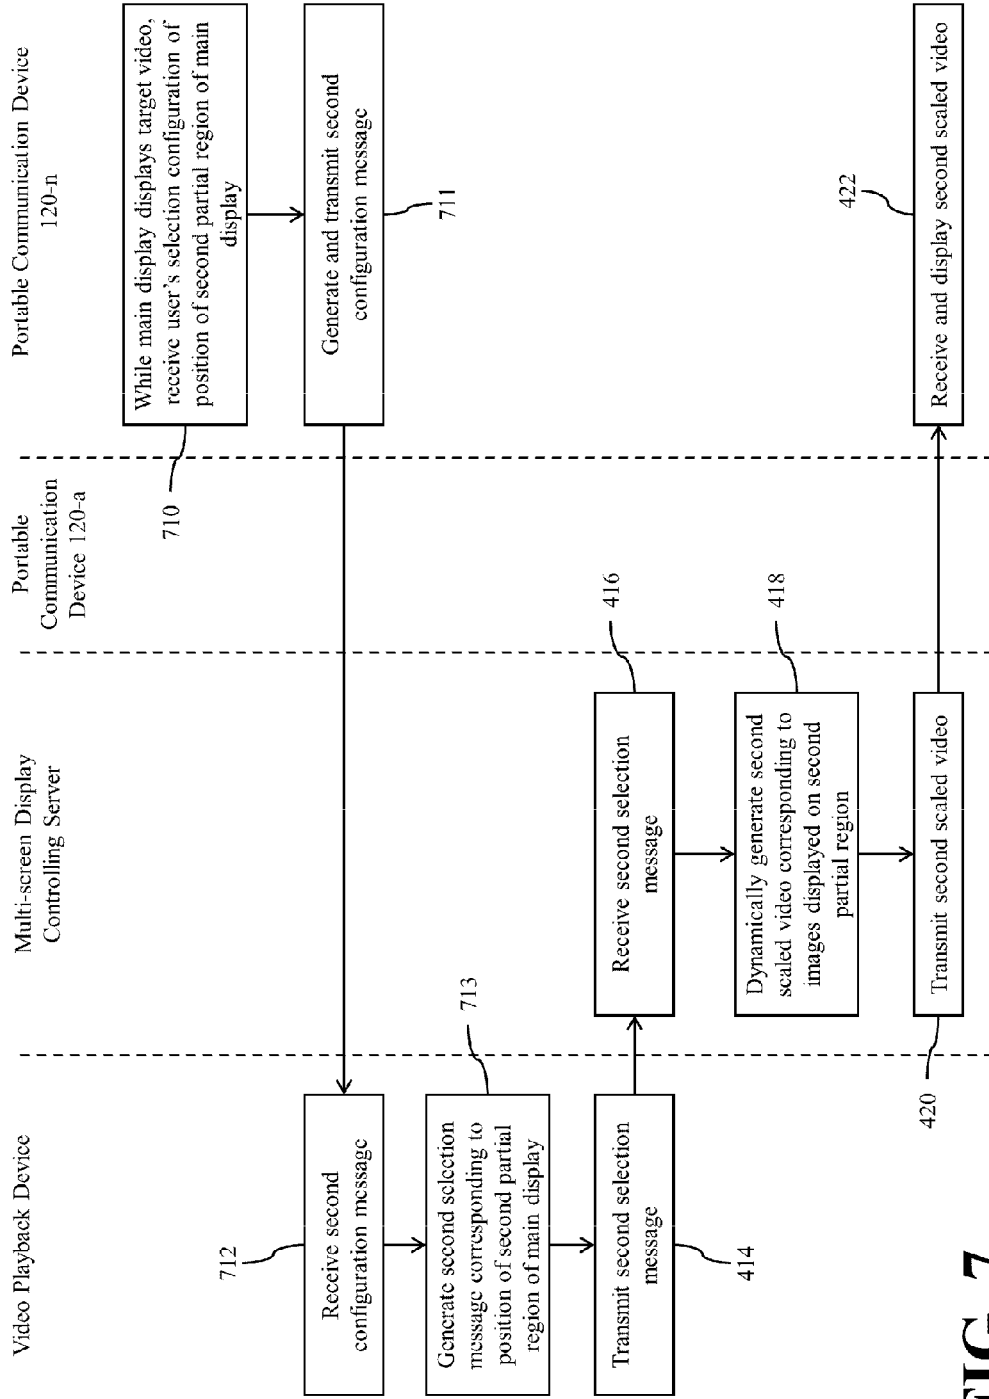 Video Playback Device
Multi-screen Display
Controlling Server
Portable
Communication
Device 120-a
Portable Communication Device
120-n
While main display displays target video,
receive user's selection configuration of
position of second partial region of main
display
710
Generate and transmit second
configuration message
711
712
Receive second
configuration message
Generate second selection
message corresponding to
position of second partial
region of main display
713
Transmit second selection
message
414
Receive second selection
message
416
Dynamically generate second
scaled video corresponding to
images displayed on second
partial region
418
Transmit second scaled video
420
Receive and display second scaled video
422
FIG. 7